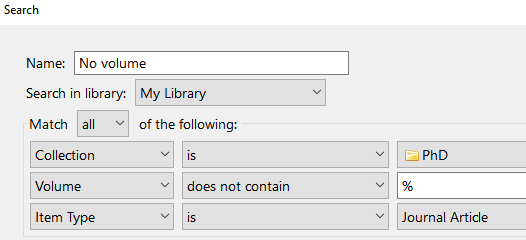 Search
Name: No volume
Search in library: My Library
Match all of the following:
Collection is PhD
Volume does not contain %
Item Type is Journal Article